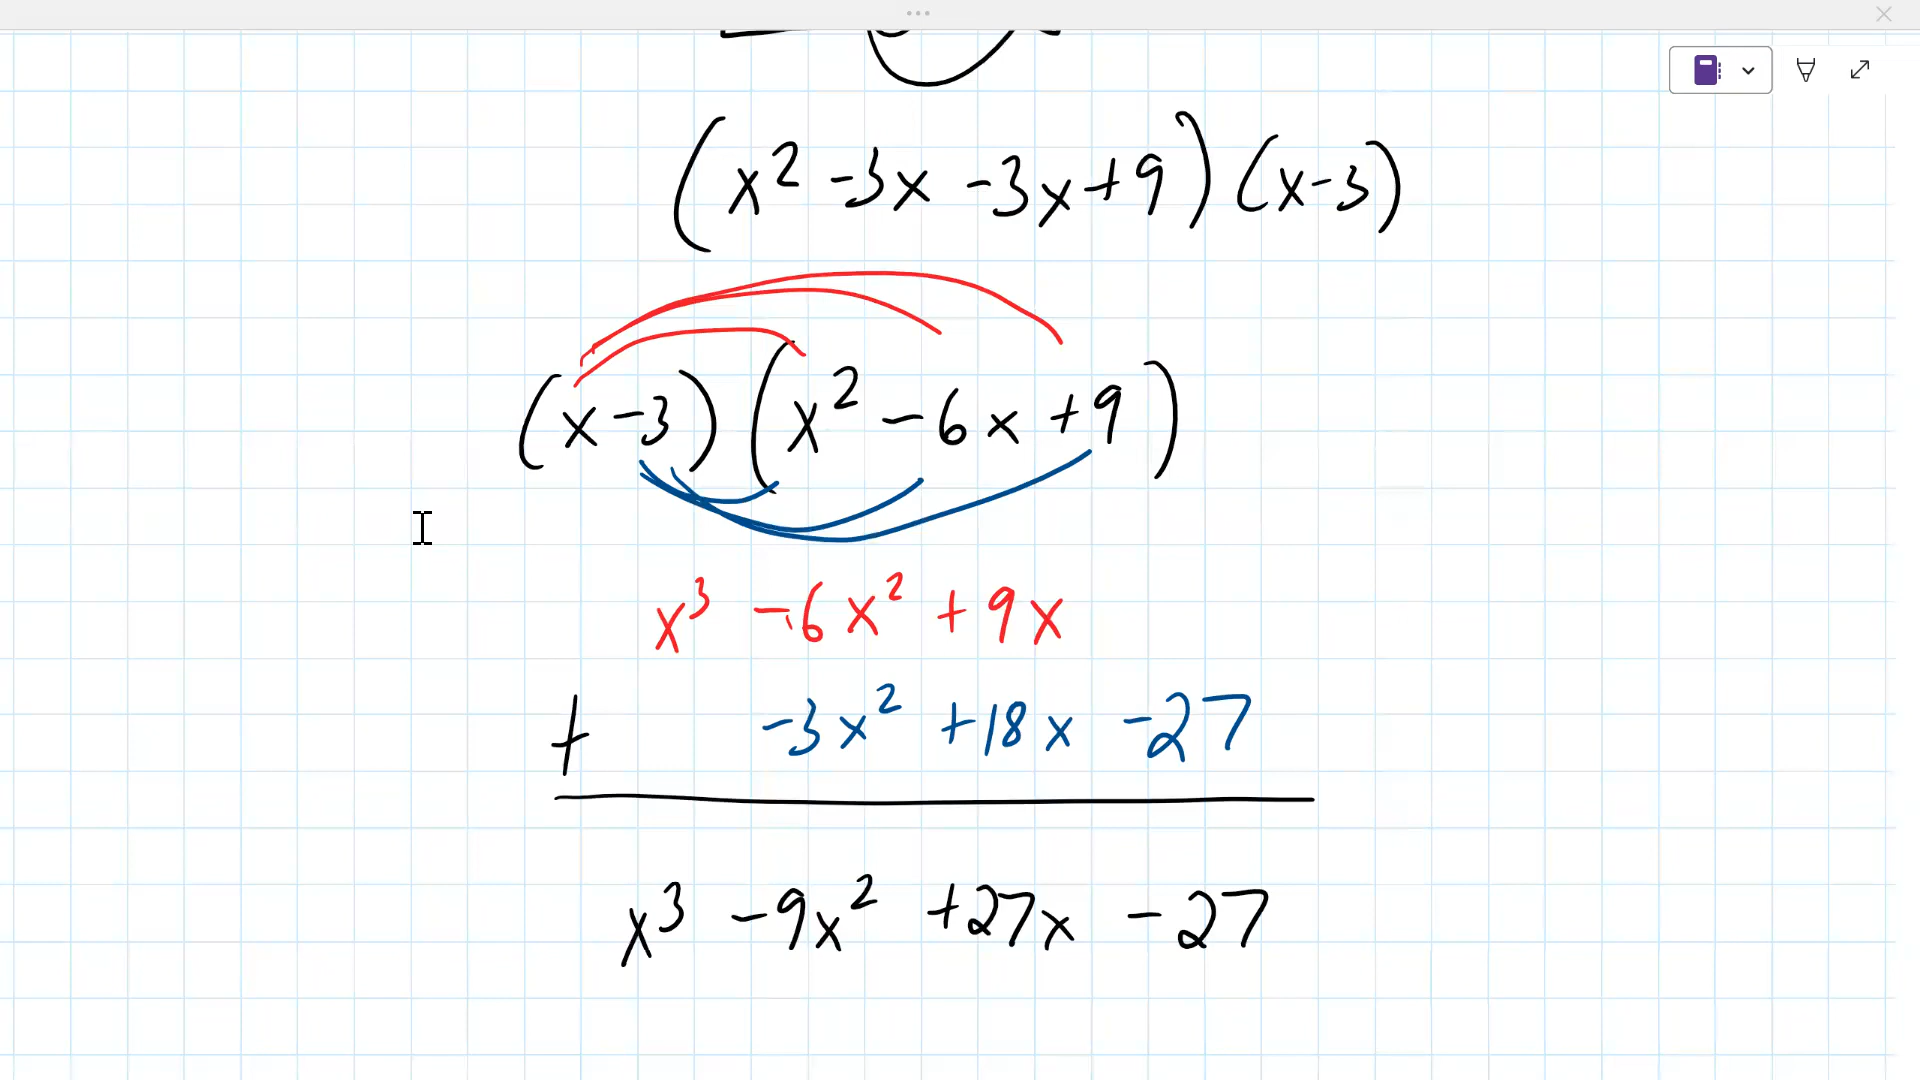 (x² -3x -3x+9)(x-3)
(x-3)(x² -6x +9)
x³ -6x² +9x
+ -3x² +18x -27
x³ -9x² +27x -27